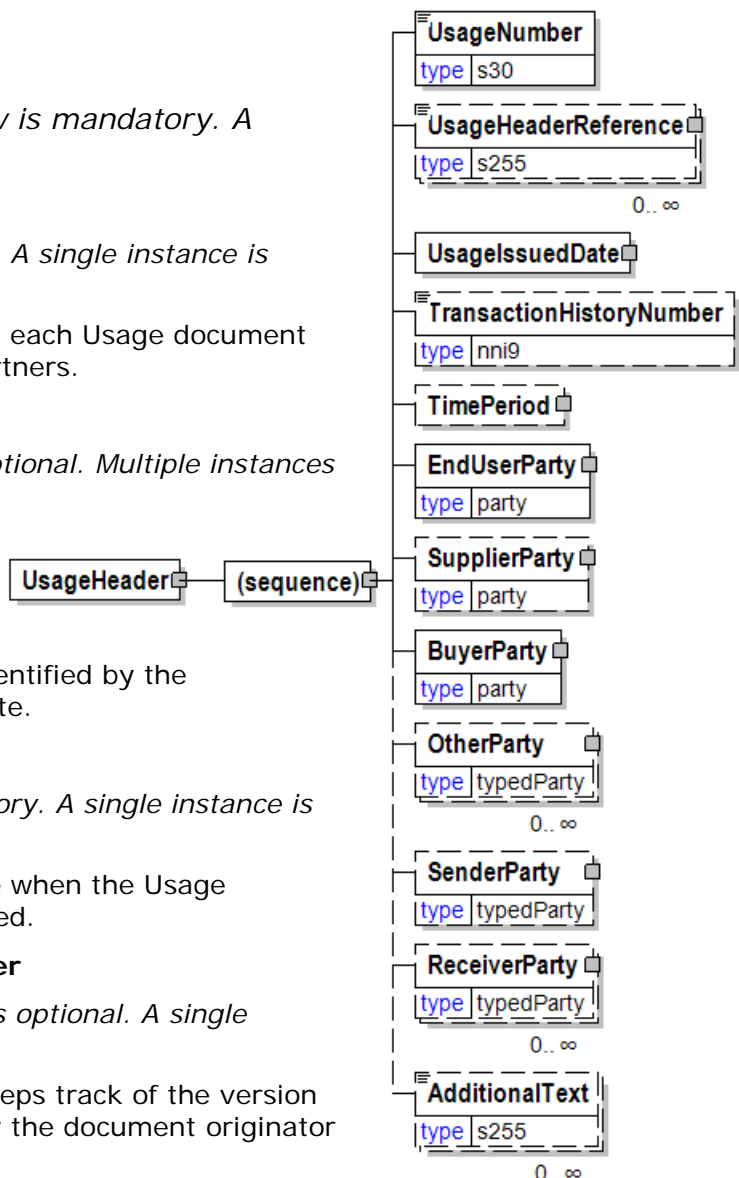 w is mandatory. A
A single instance is
each Usage document
rtners.
ptional. Multiple instances
entified by the
te.
ory. A single instance is
e when the Usage
ed.
er
s optional. A single
eeps track of the version
y the document originator
UsageHeader
(sequence)
UsageNumber
type s30
UsageHeaderReference
type s255
0.. ∞
UsageIssuedDate
TransactionHistoryNumber
type nni9
TimePeriod
EndUserParty
type party
SupplierParty
type party
BuyerParty
type party
OtherParty
type typedParty
0.. ∞
SenderParty
type typedParty
ReceiverParty
type typedParty
0.. ∞
AdditionalText
type s255
0.. ∞